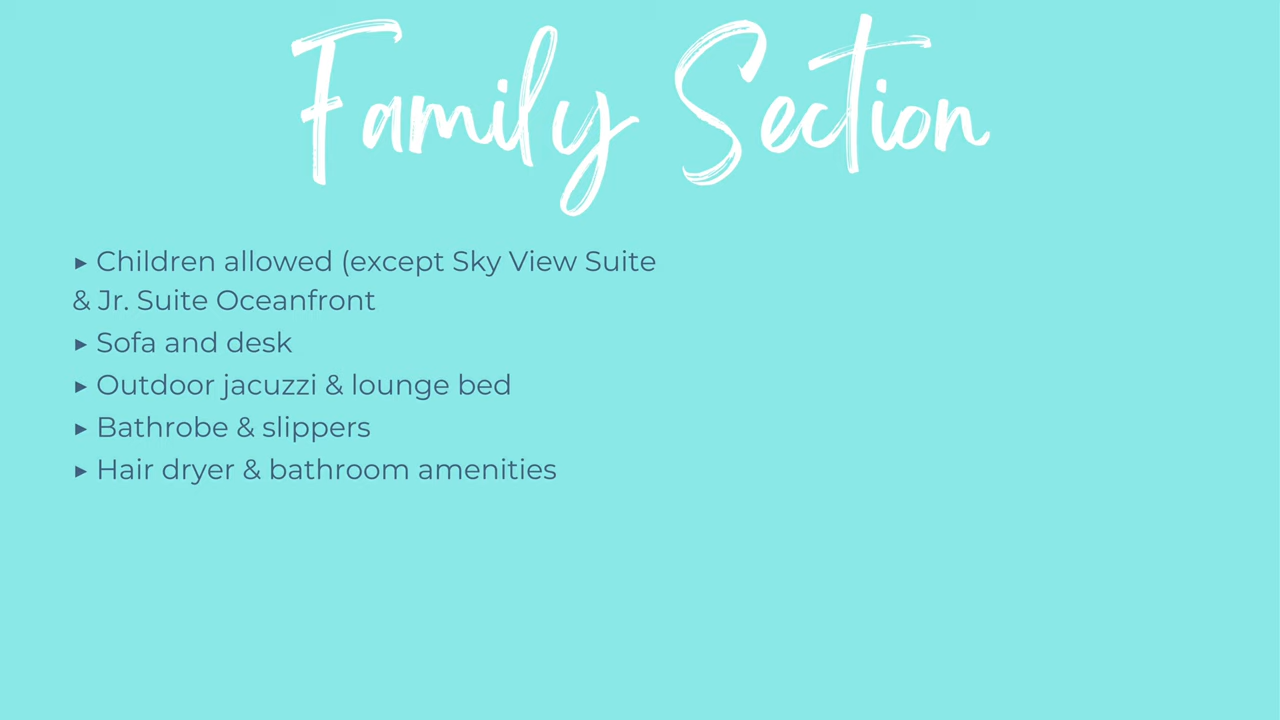 Family Section
▸ Children allowed (except Sky View Suite
& Jr. Suite Oceanfront
▸ Sofa and desk
▸ Outdoor jacuzzi & lounge bed
▸ Bathrobe & slippers
▸ Hair dryer & bathroom amenities